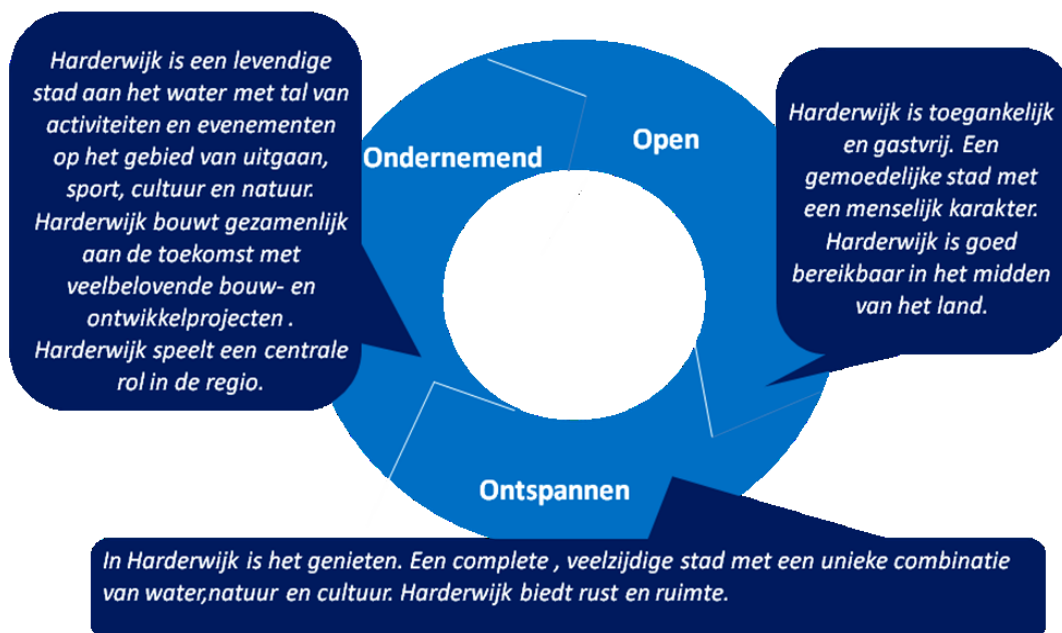 Harderwijk is een levendige
stad aan het water met tal van
activiteiten en evenementen
op het gebied van uitgaan,
sport, cultuur en natuur.
Harderwijk bouwt gezamenlijk
aan de toekomst met
veelbelovende bouw- en
ontwikkelprojecten .
Harderwijk speelt een centrale
rol in de regio.
Ondernemend
Open
Harderwijk is toegankelijk
en gastvrij. Een
gemoedelijke stad met
een menselijk karakter.
Harderwijk is goed
bereikbaar in het midden
van het land.
Ontspannen
In Harderwijk is het genieten. Een complete , veelzijdige stad met een unieke combinatie
van water,natuur en cultuur. Harderwijk biedt rust en ruimte.